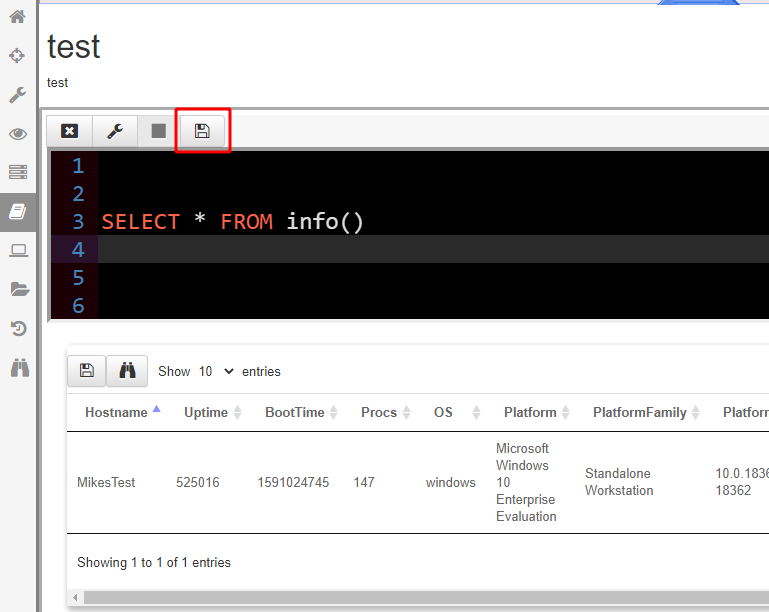 test
test
1
2
3 SELECT * FROM info()
4
5
6
Show 10 entries
Hostname Uptime BootTime Procs OS Platform PlatformFamily Platfor
MikesTest 525016 1591024745 147 windows Microsoft Windows 10 Enterprise Evaluation Standalone Workstation 10.0.1836 18362
Showing 1 to 1 of 1 entries